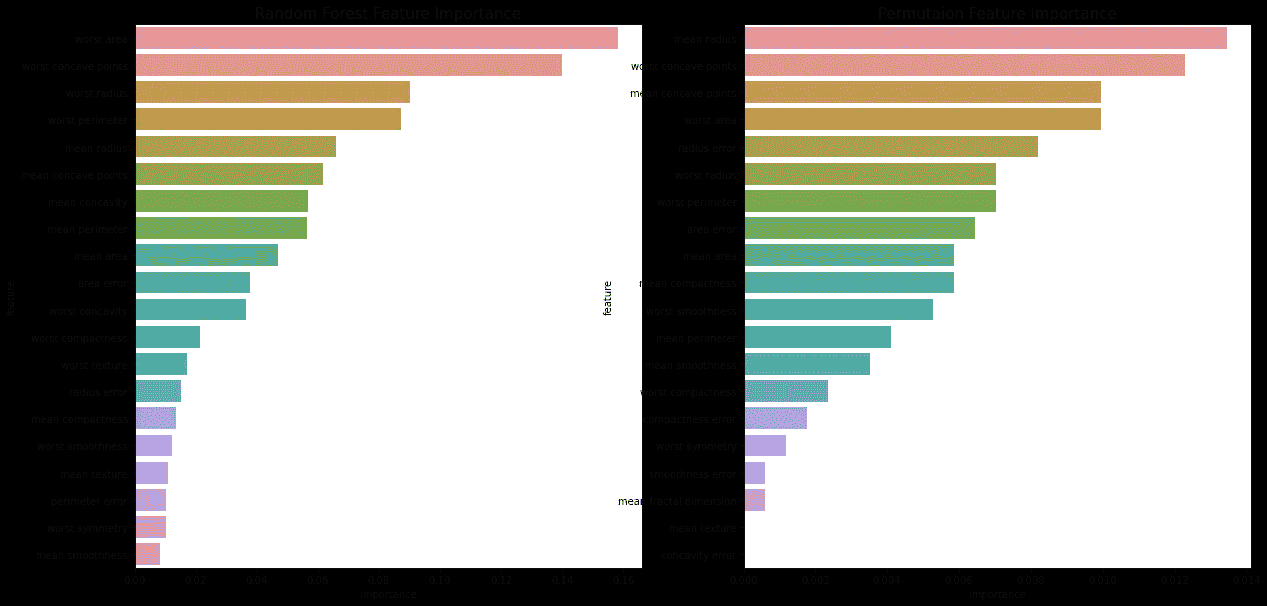 Random Forest Feature Importance
worst area
worst concave points
worst radius
worst perimeter
mean radius
mean concave points
mean concavity
mean perimeter
mean area
area error
worst concavity
worst compactness
worst texture
radius error
mean compactness
worst smoothness
mean texture
perimeter error
worst symmetry
mean smoothness
feature
0.00 0.02 0.04 0.06 0.08 0.10 0.12 0.14 0.16
importance
Permutaion Feature Importance
mean radius
worst concave points
mean concave points
worst area
radius error
worst radius
worst perimeter
area error
mean area
mean compactness
worst smoothness
mean perimeter
mean smoothness
worst compactness
compactness error
worst symmetry
smoothness error
mean fractal dimension
mean texture
concavity error
feature
0.000 0.002 0.004 0.006 0.008 0.010 0.012 0.014
importance